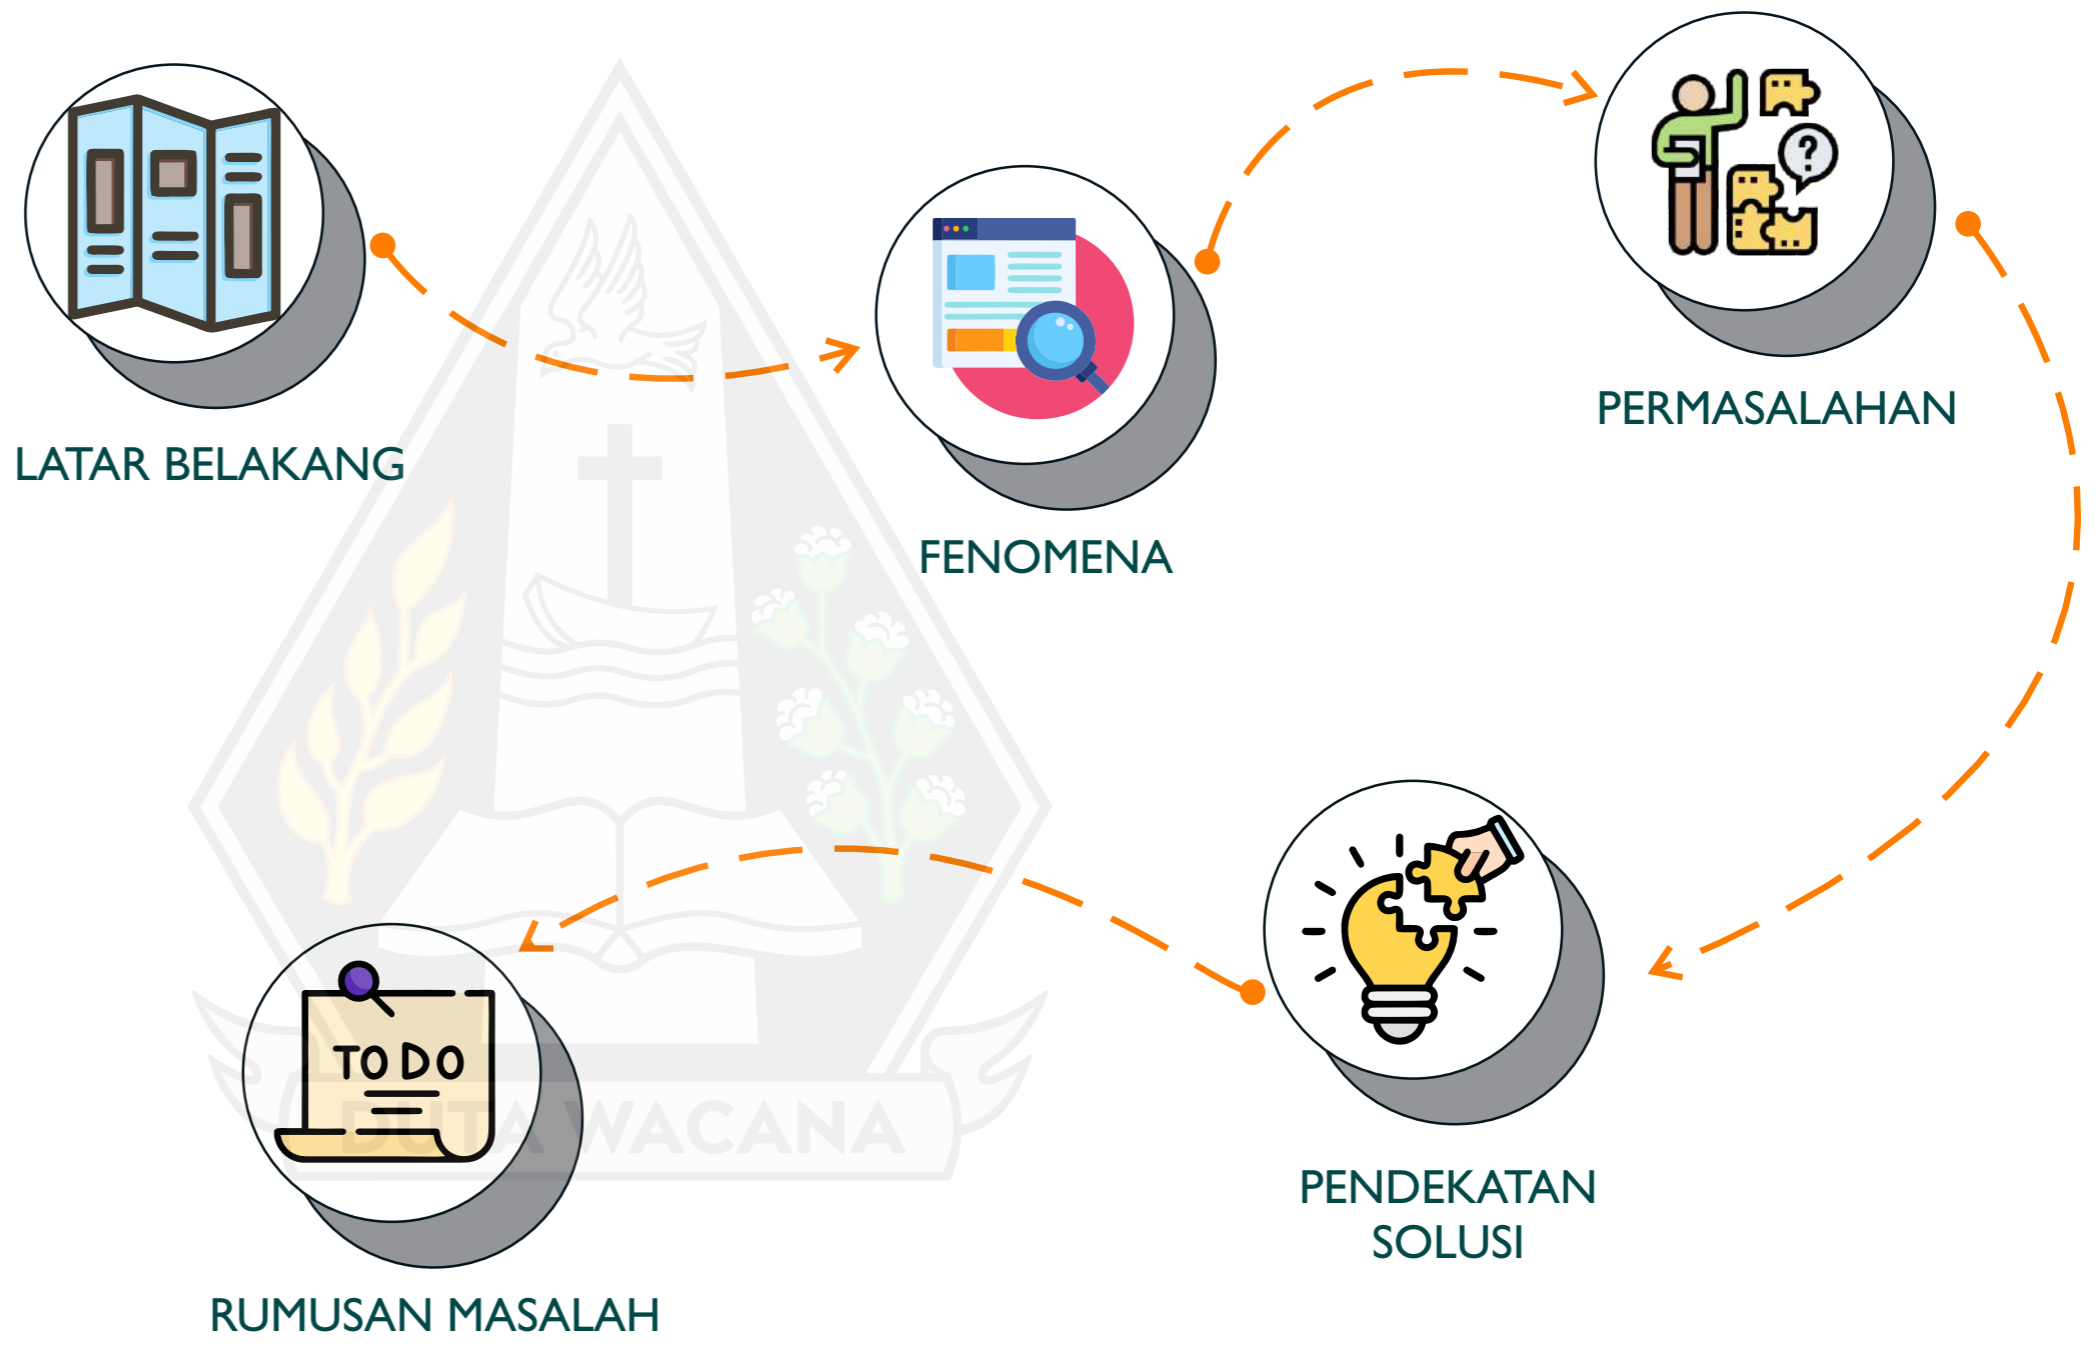 LATAR BELAKANG
FENOMENA
PERMASALAHAN
PENDEKATAN
SOLUSI
RUMUSAN MASALAH
TO DO
?
DUTA WACANA